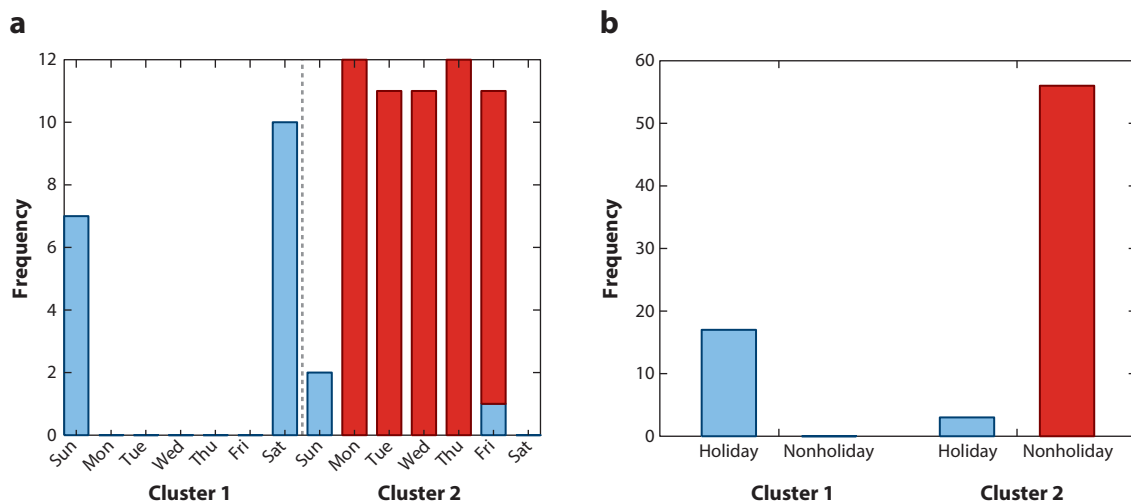 a
12
10
8
6
4
2
0
Frequency
Sun Mon Tue Wed Thu Fri Sat Sun Mon Tue Wed Thu Fri Sat
Cluster 1 Cluster 2
b
60
50
40
30
20
10
0
Frequency
Holiday Nonholiday Holiday Nonholiday
Cluster 1 Cluster 2